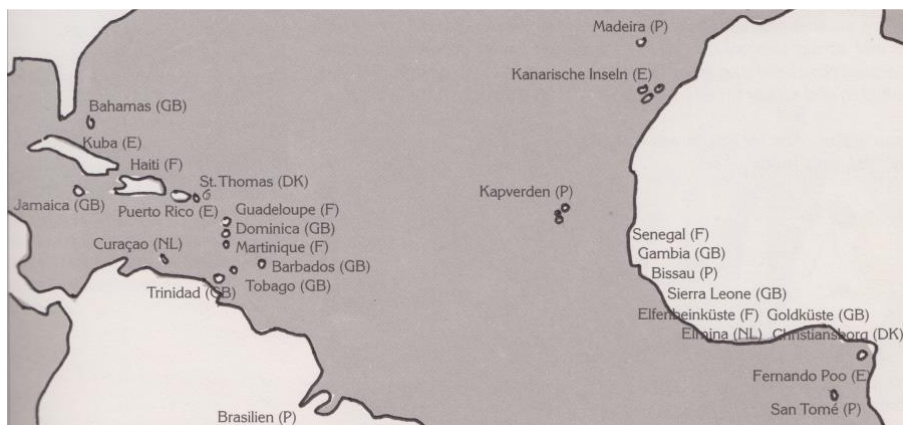 Madeira (P)
Kanarische Inseln (E)
Bahamas (GB)
Kuba (E)
Haiti (F)
St. Thomas (DK)
Jamaica (GB)
Puerto Rico (E)
Guadeloupe (F)
Kapverden (P)
Dominica (GB)
Senegal (F)
Curaçao (NL)
Martinique (F)
Gambia (GB)
Barbados (GB)
Bissau (P)
Trinidad (GB)
Tobago (GB)
Sierra Leone (GB)
Elfenbeinküste (F) Goldküste (GB)
Elmina (NL) Christiansborg (DK)
Fernando Poo (E)
Brasilien (P)
San Tomé (P)